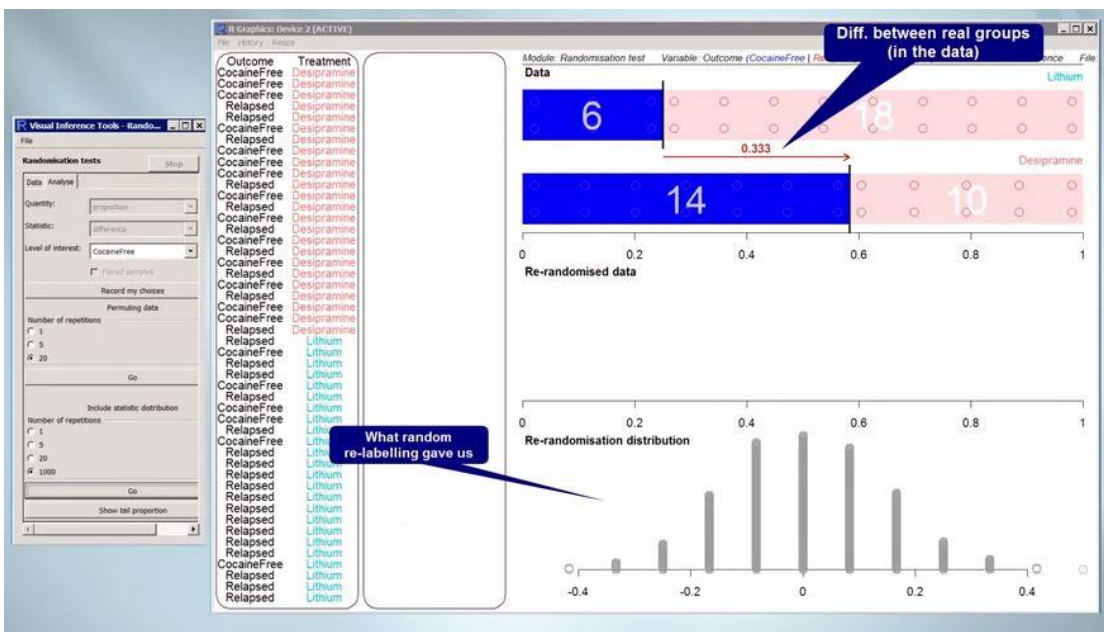 Visual Inference Tools - Rando...
File
Randomisation tests
Stop
Data Analyse
Quantity: proportion
Statistic: difference
Level of interest: CocaineFree
Paired samples
Record my choices
Permuting data
Number of repetitions
1
5
20
Go
Include statistic distribution
Number of repetitions
1
5
20
1000
Go
Show tail proportion
R Graphics: Device 2 (ACTIVE)
File History Resize
Outcome Treatment
CocaineFree Desipramine
CocaineFree Desipramine
CocaineFree Desipramine
Relapsed Desipramine
Relapsed Desipramine
CocaineFree Desipramine
Relapsed Desipramine
CocaineFree Desipramine
CocaineFree Desipramine
CocaineFree Desipramine
Relapsed Desipramine
CocaineFree Desipramine
Relapsed Desipramine
CocaineFree Desipramine
Relapsed Desipramine
CocaineFree Desipramine
Relapsed Desipramine
CocaineFree Desipramine
Relapsed Desipramine
CocaineFree Desipramine
Relapsed Desipramine
CocaineFree Desipramine
CocaineFree Desipramine
Relapsed Desipramine
Relapsed Lithium
CocaineFree Lithium
Relapsed Lithium
Relapsed Lithium
CocaineFree Lithium
Relapsed Lithium
CocaineFree Lithium
CocaineFree Lithium
Relapsed Lithium
CocaineFree Lithiu
Relapsed
Relapsed Lithium
Relapsed Lithium
Relapsed Lithium
Relapsed Lithium
Relapsed Lithium
Relapsed Lithium
Relapsed Lithium
Relapsed Lithium
Relapsed Lithium
CocaineFree Lithium
Relapsed Lithium
Relapsed Lithium
Relapsed Lithium
Diff. between real groups
(in the data)
Module: Randomisation test Variable: Outcome (CocaineFree | Re
File:
Data
Lithium
6 18
0.333
Desipramine
14 10
0 0.2 0.4 0.6 0.8 1
Re-randomised data
0 0.2 0.4 0.6 0.8 1
Re-randomisation distribution
What random
re-labelling gave us
-0.4 -0.2 0 0.2 0.4